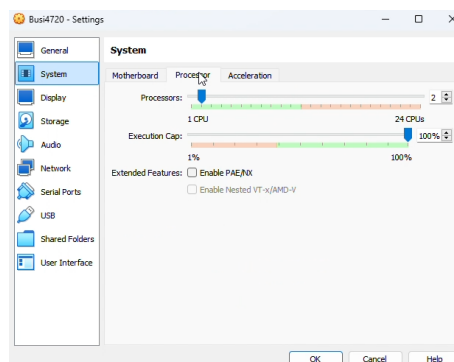 Busi4720 - Settings
General
System
Display
Storage
Audio
Network
Serial Ports
USB
Shared Folders
User Interface
System
Motherboard Processor Acceleration
Processors: 2
1 CPU 24 CPUs
Execution Cap: 100%
1% 100%
Extended Features: Enable PAE/NX
Enable Nested VT-x/AMD-V
OK Cancel Help